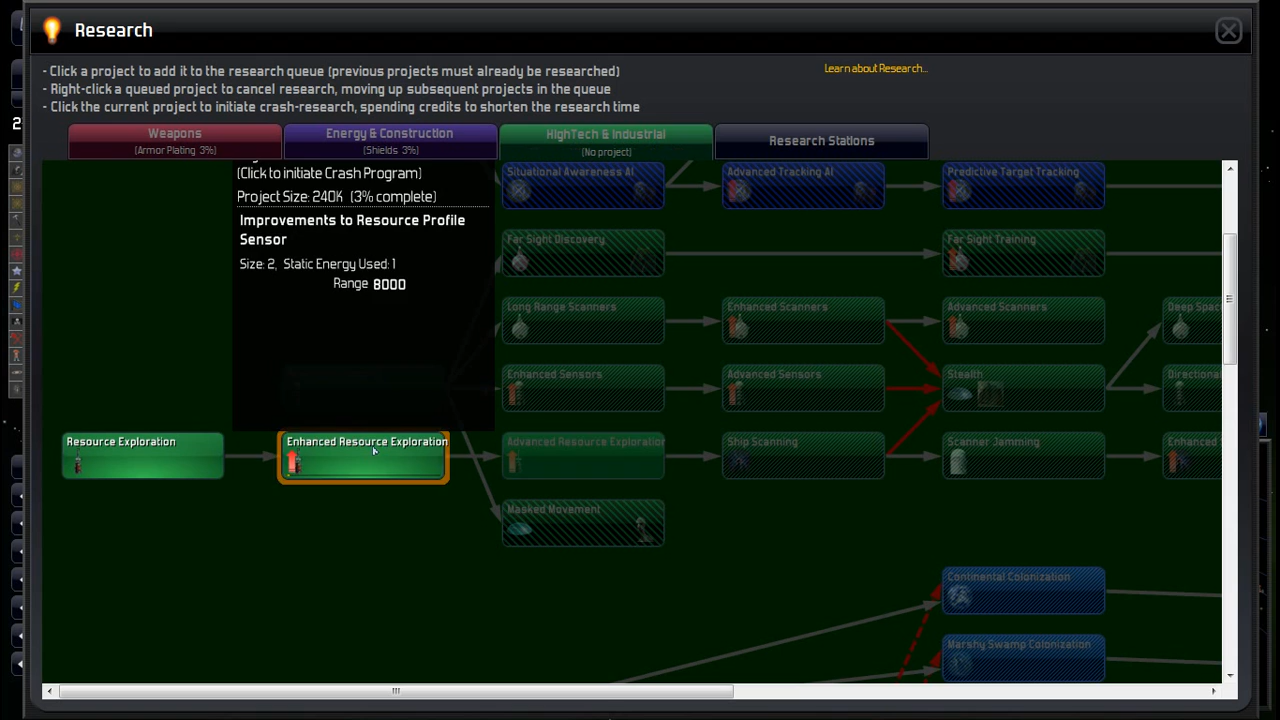 Research
- Click a project to add it to the research queue (previous projects must already be researched)
Learn about Research...
- Right-click a queued project to cancel research, moving up subsequent projects in the queue
- Click the current project to initiate crash-research, spending credits to shorten the research time
Weapons
(Armor Plating 3%)
Energy & Construction
(Shields 3%)
HighTech & Industrial
(No project)
Research Stations
2
(Click to initiate Crash Program)
Project Size: 240K (3% complete)
Improvements to Resource Profile
Sensor
Size: 2, Static Energy Used: 1
Range 8000
Situational Awareness AI
Advanced Tracking AI
Predictive Target Tracking
Far Sight Discovery
Far Sight Training
Long Range Scanners
Enhanced Scanners
Advanced Scanners
Deep Spac
Enhanced Sensors
Advanced Sensors
Stealth
Directional
Resource Exploration
Enhanced Resource Exploration
Advanced Resource Exploration
Ship Scanning
Scanner Jamming
Enhanced S
Masked Movement
Continental Colonization
Marshy Swamp Colonization